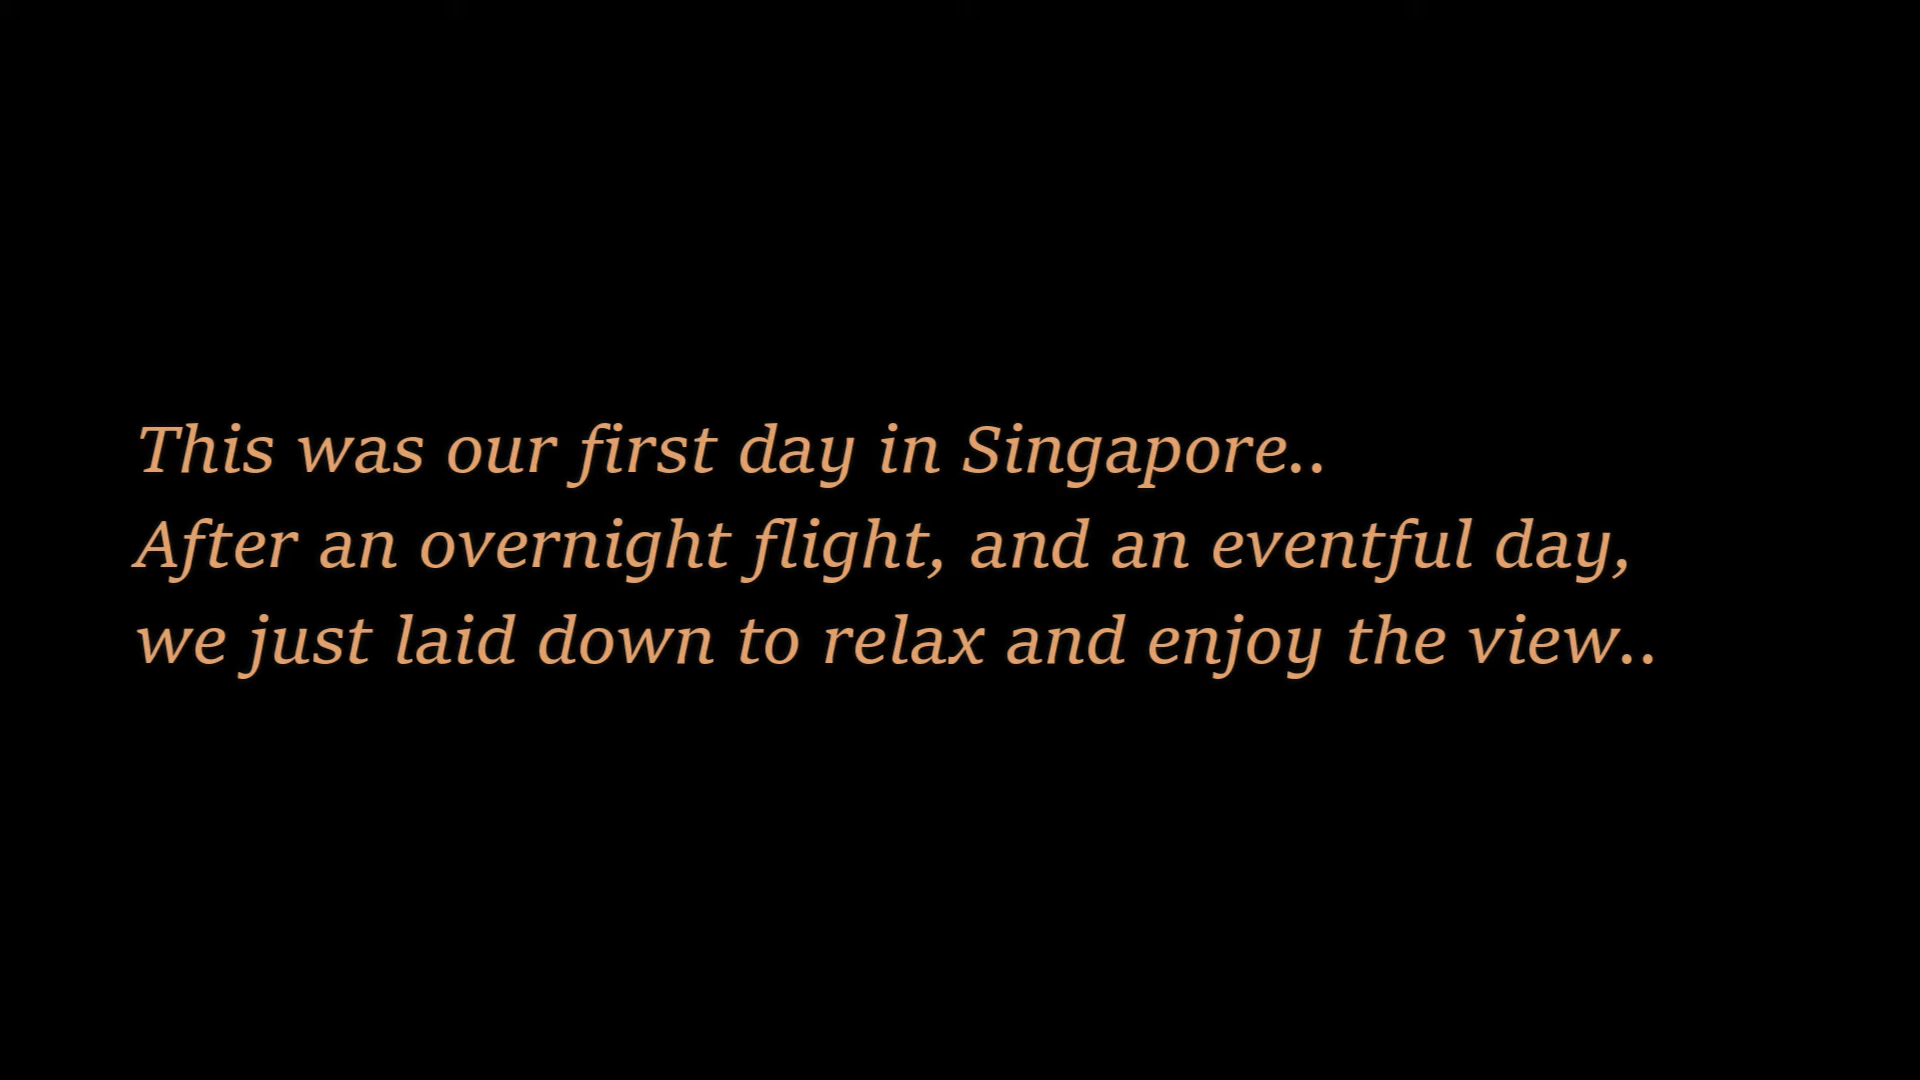 This was our first day in Singapore..
After an overnight flight, and an eventful day,
we just laid down to relax and enjoy the view..